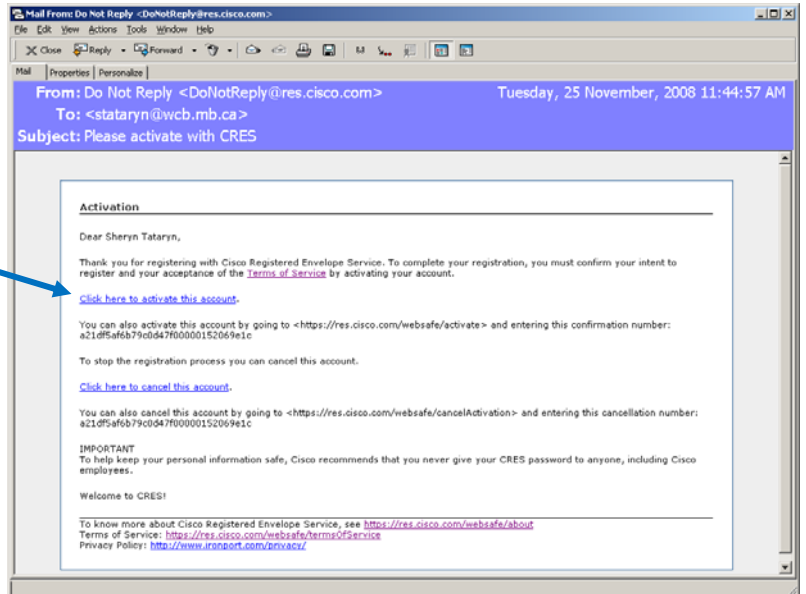 Mail From: Do Not Reply <DoNotReply@res.cisco.com>
File Edit View Actions Tools Window Help
Close Reply Forward
Mail Properties Personalize
From: Do Not Reply <DoNotReply@res.cisco.com> Tuesday, 25 November, 2008 11:44:57 AM
To: <stataryn@wcb.mb.ca>
Subject: Please activate with CRES
Activation
Dear Sheryn Tataryn,
Thank you for registering with Cisco Registered Envelope Service. To complete your registration, you must confirm your intent to
register and your acceptance of the Terms of Service by activating your account.
Click here to activate this account.
You can also activate this account by going to <https://res.cisco.com/websafe/activate> and entering this confirmation number:
a21df5af6b79c0d47f00000152069e1c
To stop the registration process you can cancel this account.
Click here to cancel this account.
You can also cancel this account by going to <https://res.cisco.com/websafe/cancelActivation> and entering this cancellation number:
a21df5af6b79c0d47f00000152069e1c
IMPORTANT
To help keep your personal information safe, Cisco recommends that you never give your CRES password to anyone, including Cisco
employees.
Welcome to CRES!
To know more about Cisco Registered Envelope Service, see https://res.cisco.com/websafe/about
Terms of Service: https://res.cisco.com/websafe/termsOfService
Privacy Policy: http://www.ironport.com/privacy/